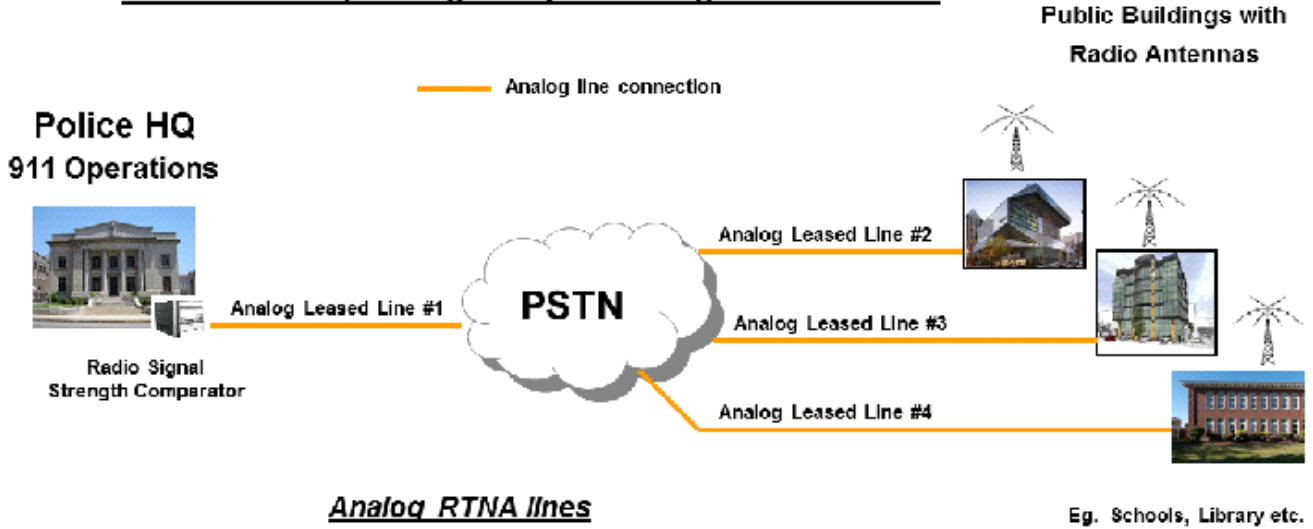 Public Buildings with
Radio Antennas
Analog line connection
Police HQ
911 Operations
Analog Leased Line #2
Analog Leased Line #1
PSTN
Analog Leased Line #3
Radio Signal
Strength Comparator
Analog Leased Line #4
Analog RTNA lines
Eg. Schools, Library etc.